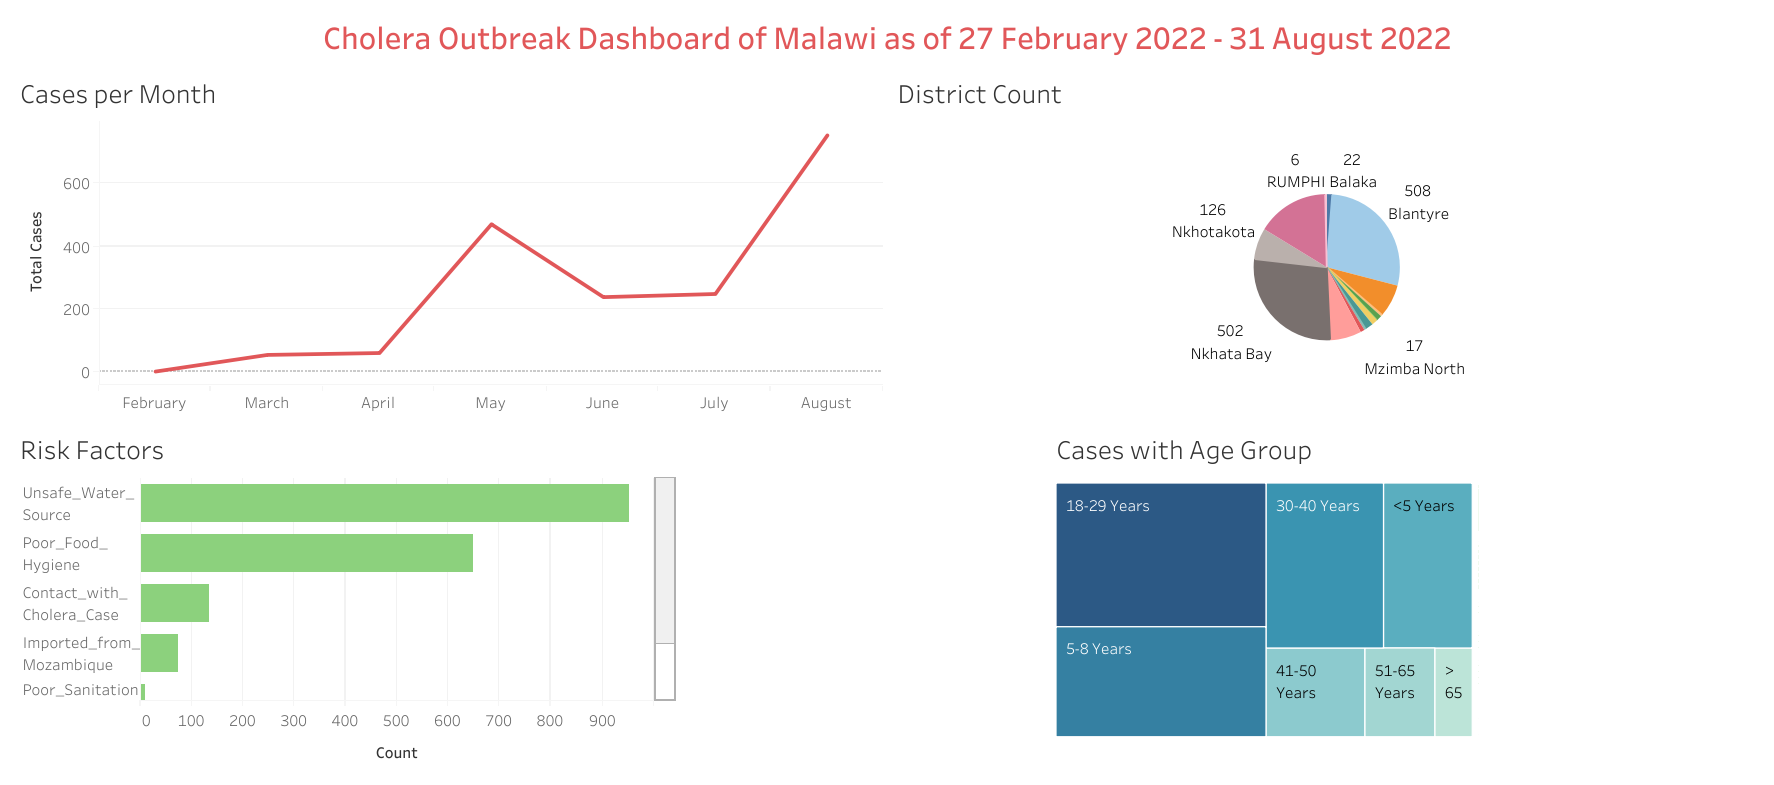 Cholera Outbreak Dashboard of Malawi as of 27 February 2022 - 31 August 2022
Cases per Month
Total Cases
600
400
200
0
February
March
April
May
June
July
August
District Count
6
RUMPHI
22
Balaka
508
Blantyre
126
Nkhotakota
502
Nkhata Bay
17
Mzimba North
Risk Factors
Unsafe_Water_
Source
Poor_Food_
Hygiene
Contact_with_
Cholera_Case
Imported_from_
Mozambique
Poor_Sanitation
0
100
200
300
400
500
600
700
800
900
Count
Cases with Age Group
18-29 Years
30-40 Years
<5 Years
5-8 Years
41-50
Years
51-65
Years
>
65